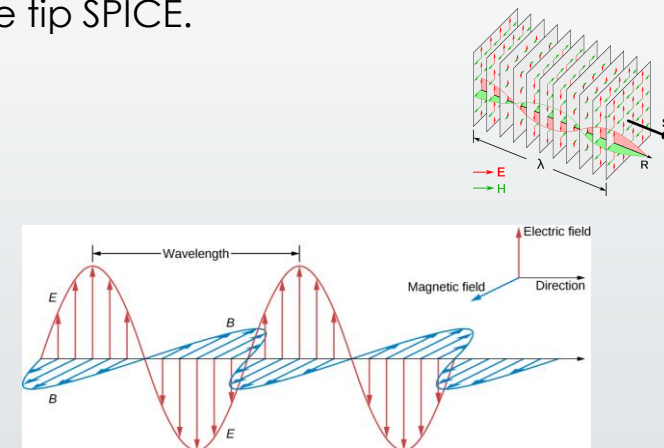 e tip SPICE.
λ
R
E
H
Electric field
Wavelength
Magnetic field
Direction
E
B
B
E